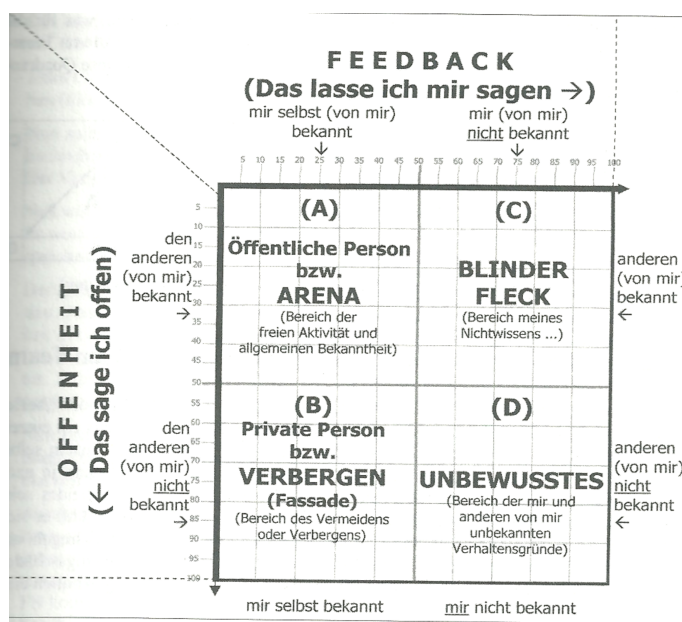 FEEDBACK
(Das lasse ich mir sagen →)
mir selbst (von mir)
bekannt
↓
mir (von mir)
nicht bekannt
↓
5 10 15 20 25 30 35 40 45 50 55 60 65 70 75 80 85 90 95 100
OFFENHEIT
(← Das sage ich offen)
den
anderen
(von mir)
bekannt
→
den
anderen
(von mir)
nicht
bekannt
→
5
10
15
20
25
30
35
40
45
50
55
60
65
70
75
80
85
90
95
100
(A)
Öffentliche Person
bzw.
ARENA
(Bereich der
freien Aktivität und
allgemeinen Bekanntheit)
(C)
BLINDER
FLECK
(Bereich meines
Nichtwissens ...)
anderen
(von mir)
bekannt
←
(B)
Private Person
bzw.
VERBERGEN
(Fassade)
(Bereich des Vermeidens
oder Verbergens)
(D)
UNBEWUSSTES
(Bereich der mir und
anderen von mir
unbekannten
Verhaltensgründe)
anderen
(von mir)
nicht
bekannt
←
mir selbst bekannt
mir nicht bekannt